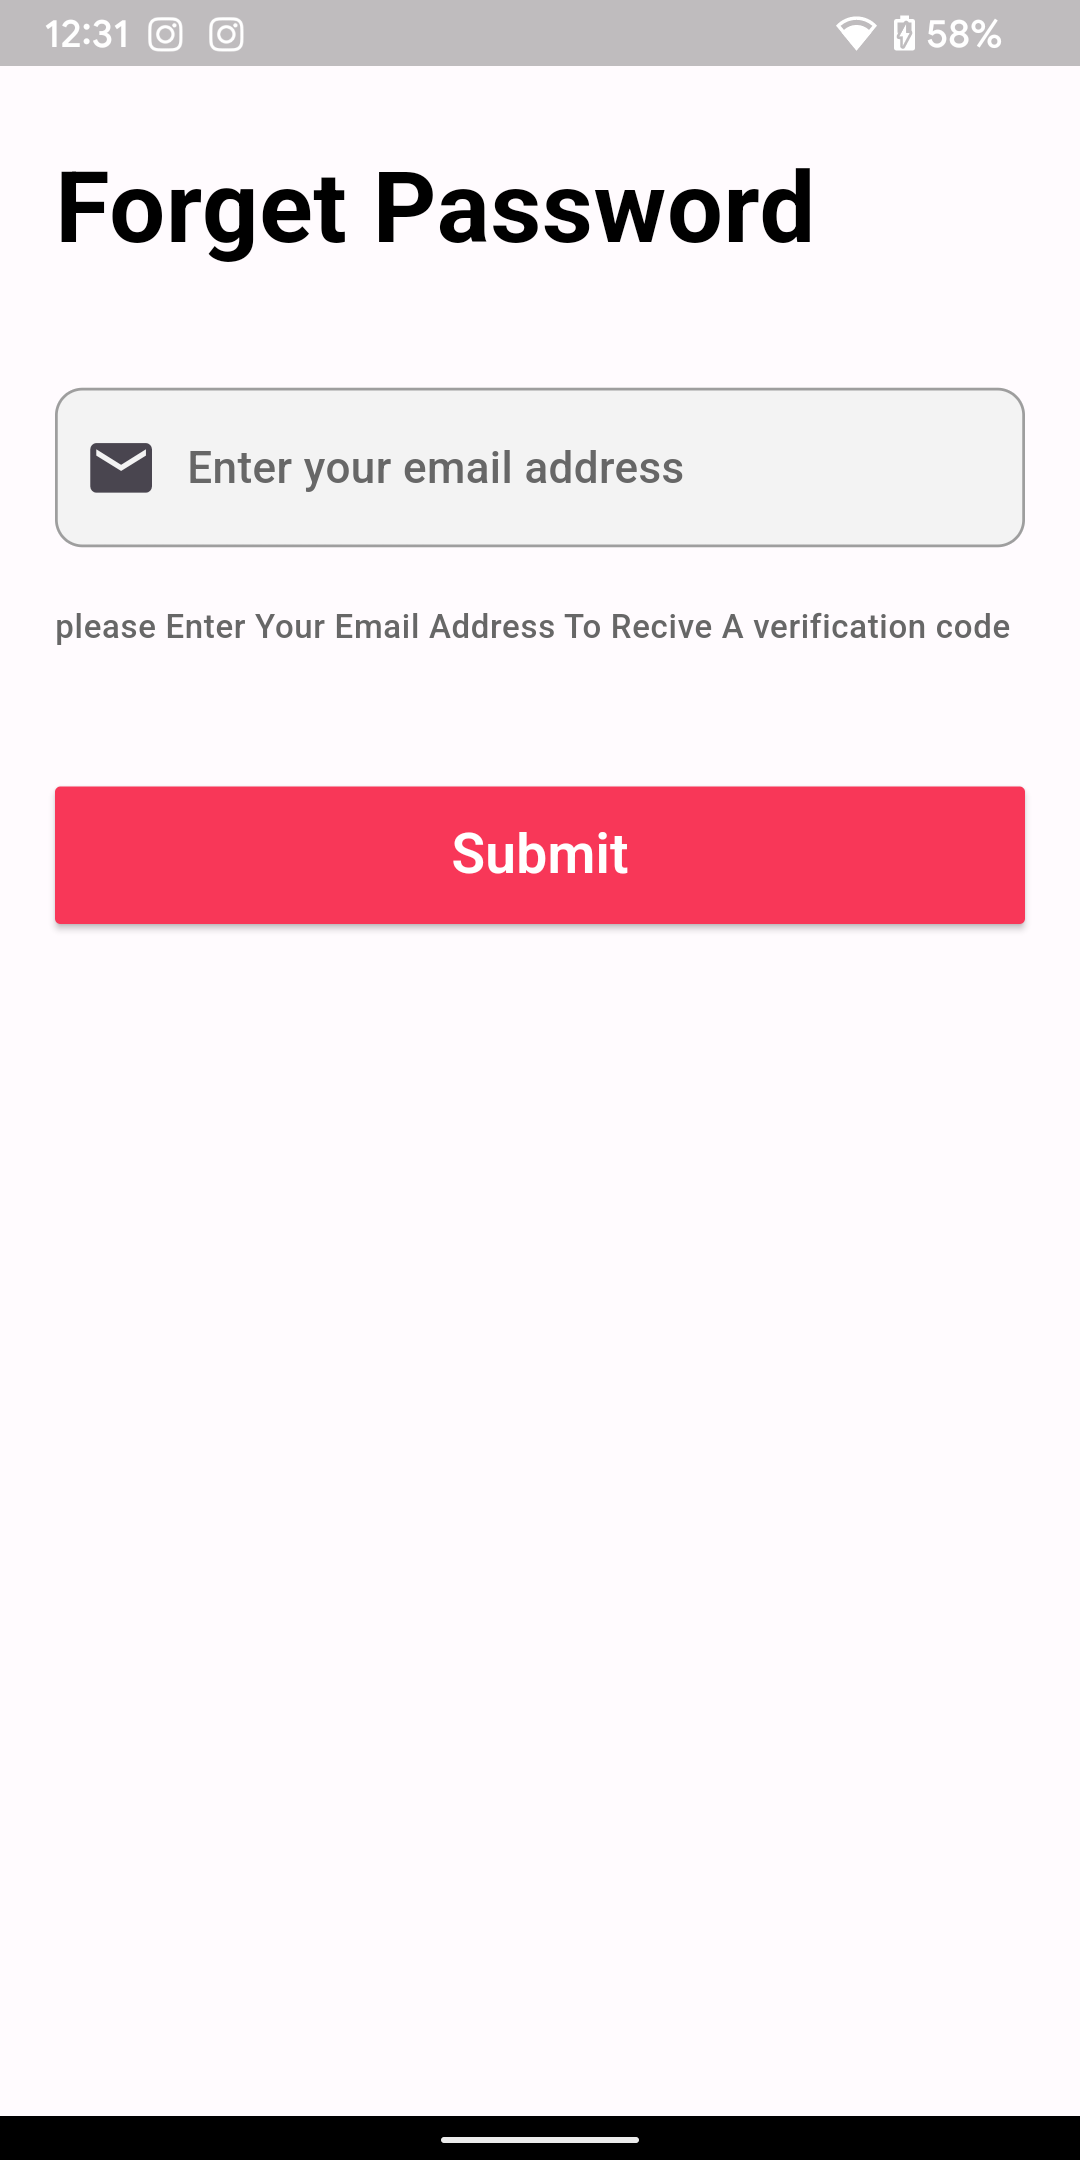 12:31 58%
Forget Password
Enter your email address
please Enter Your Email Address To Recive A verification code
Submit